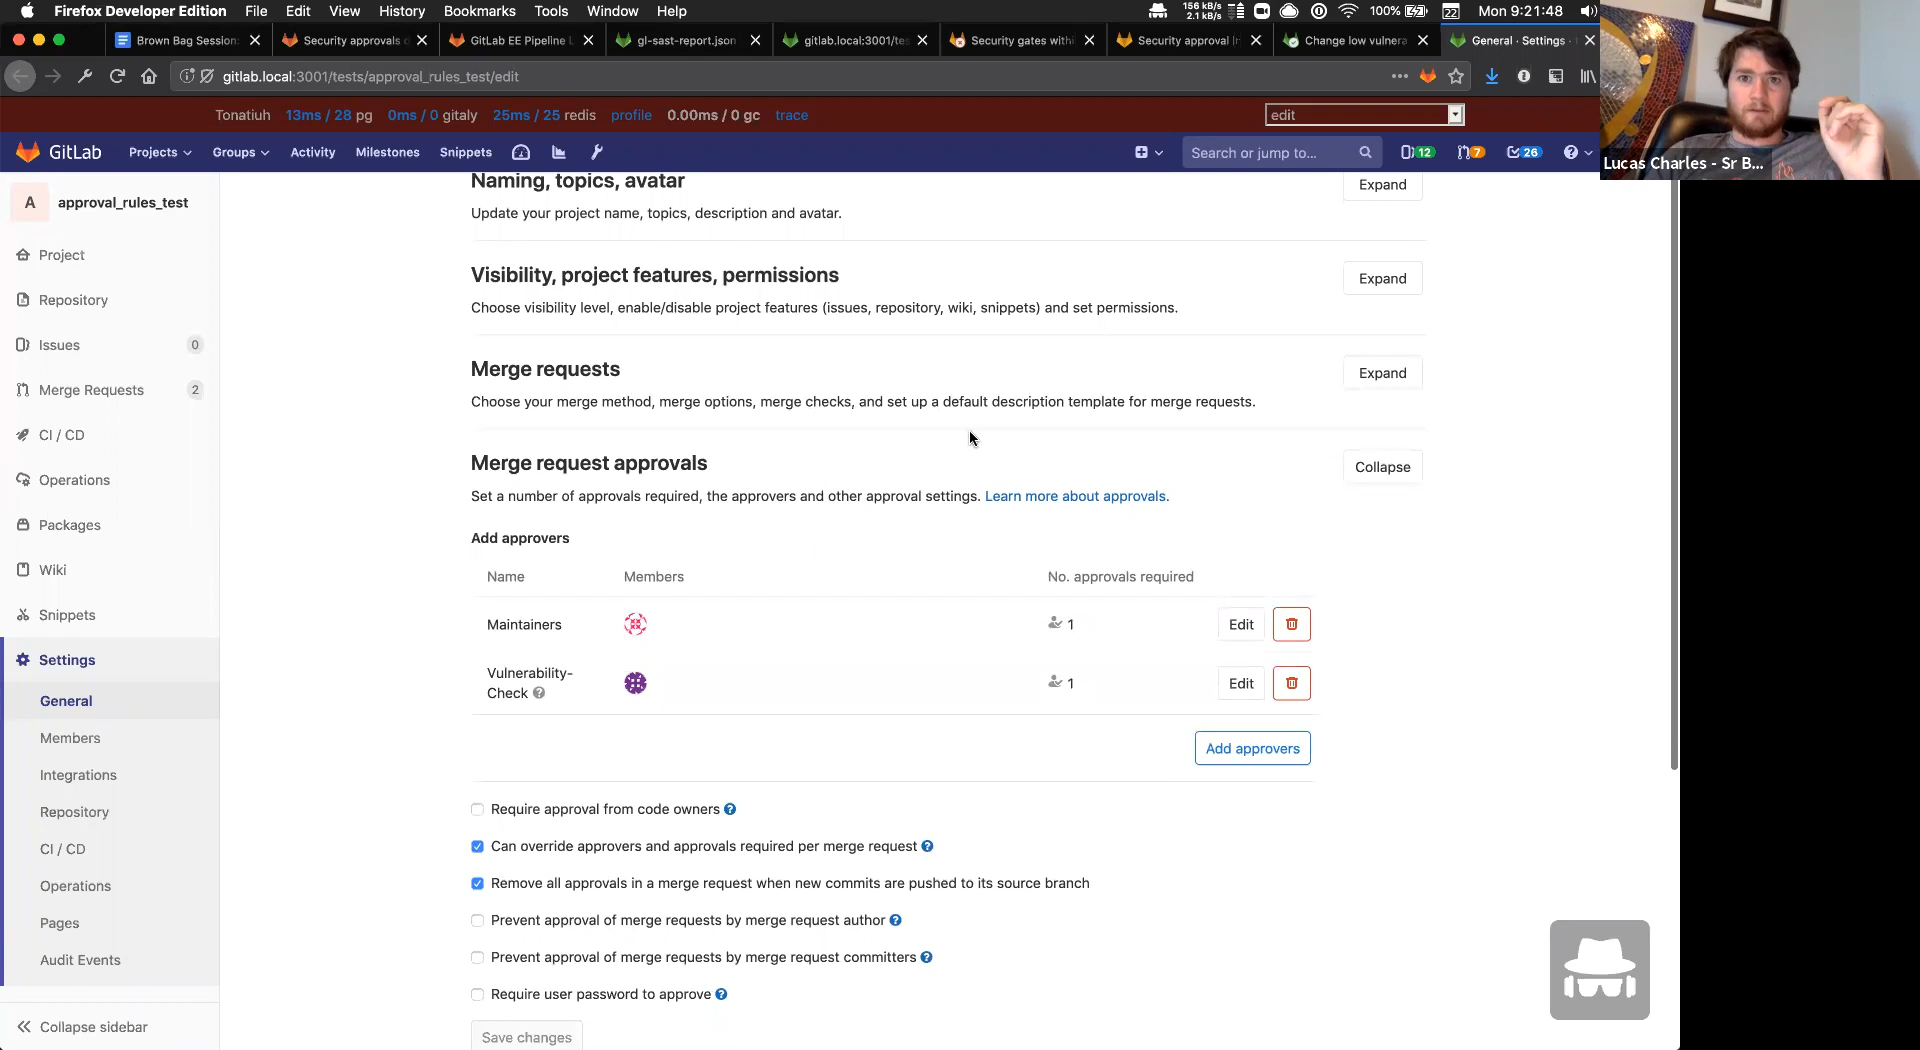 Firefox Developer Edition File Edit View History Bookmarks Tools Window Help 156 kB/s 2.1 kB/s 100% 22 Mon 9:21:48
Brown Bag Session: Security approvals GitLab EE Pipeline gl-sast-report.json gitlab.local:3001/tes Security gates withi Security approval Change low vulnera General · Settings ·
gitlab.local:3001/tests/approval_rules_test/edit
Tonatiuh 13ms / 28 pg 0ms / 0 gitaly 25ms / 25 redis profile 0.00ms / 0 gc trace edit
GitLab Projects Groups Activity Milestones Snippets Search or jump to... 12 7 26
Lucas Charles - Sr B...
A approval_rules_test
Project
Repository
Issues 0
Merge Requests 2
CI / CD
Operations
Packages
Wiki
Snippets
Settings
General
Members
Integrations
Repository
CI / CD
Operations
Pages
Audit Events
Collapse sidebar
Naming, topics, avatar Expand
Update your project name, topics, description and avatar.
Visibility, project features, permissions Expand
Choose visibility level, enable/disable project features (issues, repository, wiki, snippets) and set permissions.
Merge requests Expand
Choose your merge method, merge options, merge checks, and set up a default description template for merge requests.
Merge request approvals Collapse
Set a number of approvals required, the approvers and other approval settings. Learn more about approvals.
Add approvers
Name Members No. approvals required
Maintainers 1 Edit
Vulnerability-
Check 1 Edit
Add approvers
Require approval from code owners
Can override approvers and approvals required per merge request
Remove all approvals in a merge request when new commits are pushed to its source branch
Prevent approval of merge requests by merge request author
Prevent approval of merge requests by merge request committers
Require user password to approve
Save changes